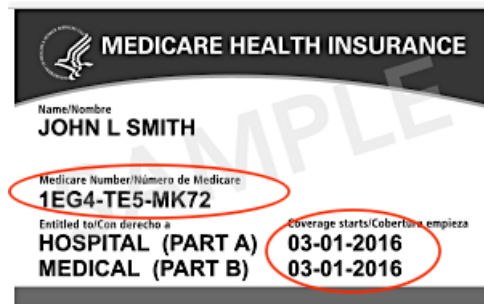 MEDICARE HEALTH INSURANCE
Name/Nombre
JOHN L SMITH
Medicare Number/Número de Medicare
1EG4-TE5-MK72
Entitled to/Con derecho a Coverage starts/Cobertura empieza
HOSPITAL (PART A) 03-01-2016
MEDICAL (PART B) 03-01-2016
SAMPLE